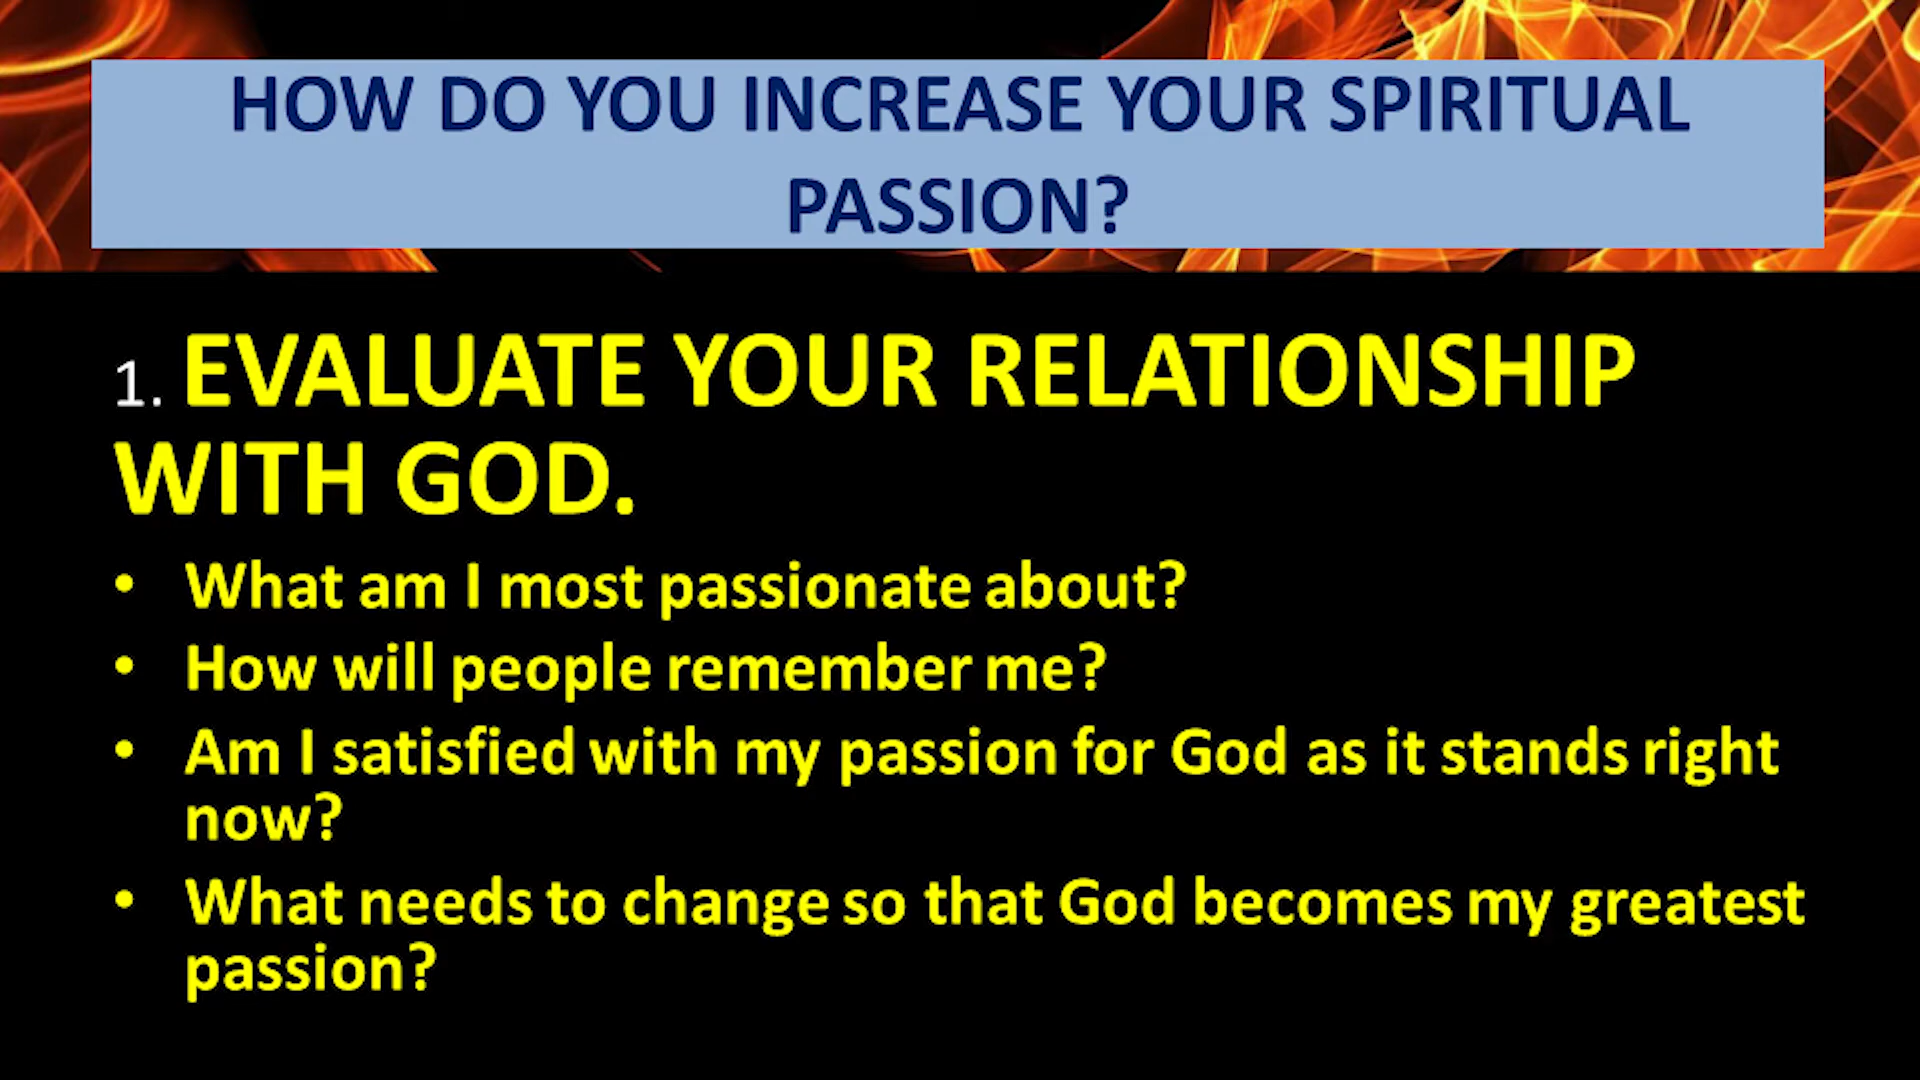 HOW DO YOU INCREASE YOUR SPIRITUAL
PASSION?
1. EVALUATE YOUR RELATIONSHIP
WITH GOD.
• What am I most passionate about?
• How will people remember me?
• Am I satisfied with my passion for God as it stands right
now?
• What needs to change so that God becomes my greatest
passion?